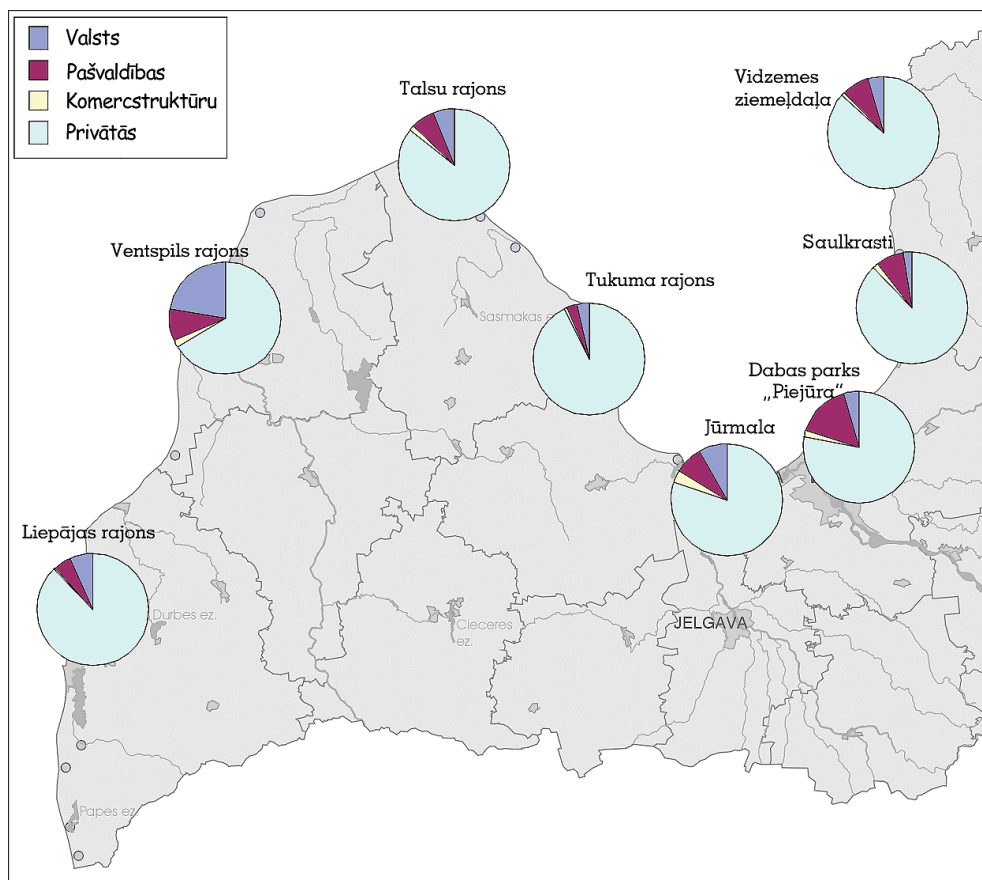 Valsts
Pašvaldības
Komercstruktūru
Privātās
Talsu rajons
Vidzemes
ziemeļdaļa
Ventspils rajons
Saulkrasti
Tukuma rajons
Sasmakas e
Dabas parks
„Piejūra“
Jūrmala
Liepājas rajons
Durbes ez.
Cieceres
ez.
JELGAVA
Papes ez.